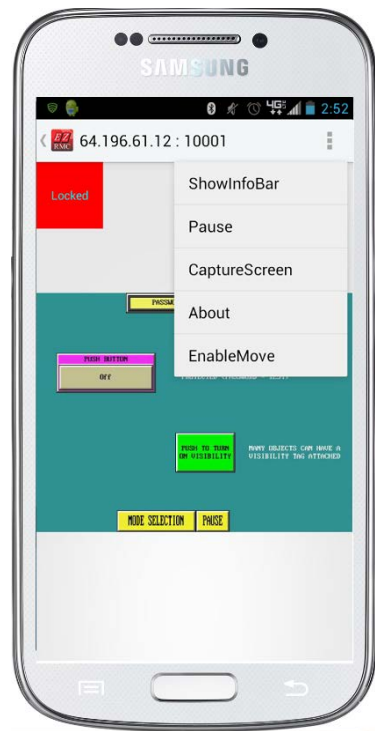 SAMSUNG
4G 2:52
EZ RMC 64.196.61.12 : 10001
Locked
ShowInfoBar
Pause
CaptureScreen
About
EnableMove
PUSH BUTTON
Off
PUSH TO TURN
ON VISIBILITY
MANY OBJECTS CAN HAVE A
VISIBILITY TAG ATTACHED
MODE SELECTION PAUSE